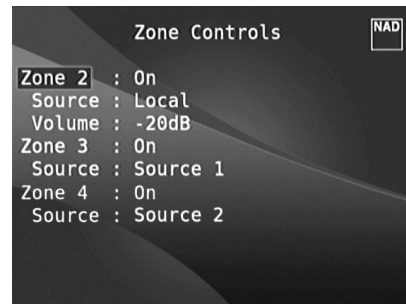 Zone Controls
NAD
Zone 2 : On
Source : Local
Volume : -20dB
Zone 3 : On
Source : Source 1
Zone 4 : On
Source : Source 2